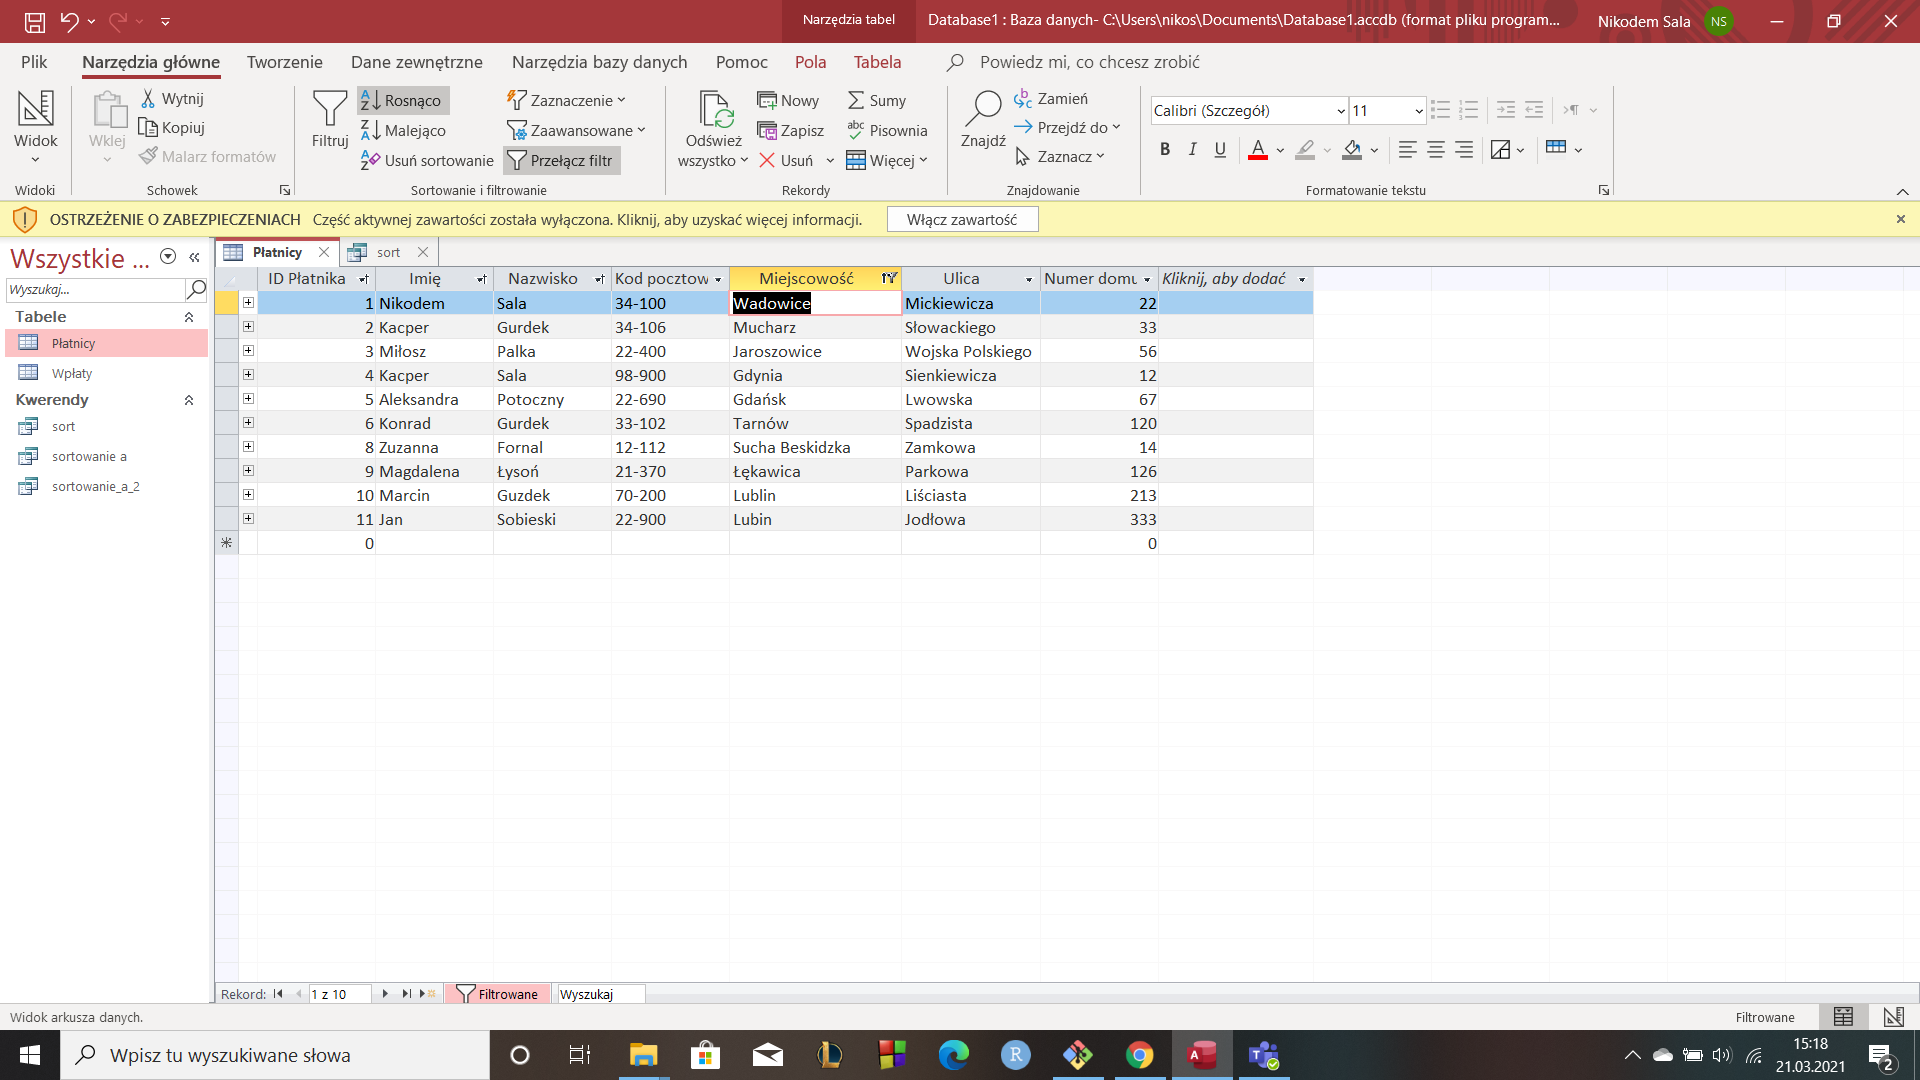 Narzędzia tabel
Database1 : Baza danych- C:\Users\nikos\Documents\Database1.accdb (format pliku program...
Nikodem Sala
NS
Plik Narzędzia główne Tworzenie Dane zewnętrzne Narzędzia bazy danych Pomoc Pola Tabela Powiedz mi, co chcesz zrobić
Widok
Widoki
Wklej
Wytnij
Kopiuj
Malarz formatów
Schowek
Filtruj
Rosnąco
Malejąco
Usuń sortowanie
Zaznaczenie
Zaawansowane
Przełącz filtr
Sortowanie i filtrowanie
Odśwież
wszystko
Nowy
Zapisz
Usuń
Sumy
Pisownia
Więcej
Rekordy
Znajdź
Zamień
Przejdź do
Zaznacz
Znajdowanie
Calibri (Szczegół) 11
B I U A
Formatowanie tekstu
OSTRZEŻENIE O ZABEZPIECZENIACH Część aktywnej zawartości została wyłączona. Kliknij, aby uzyskać więcej informacji. Włącz zawartość
Wszystkie ...
Wyszukaj...
Tabele
Płatnicy
Wpłaty
Kwerendy
sort
sortowanie a
sortowanie_a_2
Płatnicy sort
ID Płatnika Imię Nazwisko Kod pocztow Miejscowość Ulica Numer domu Kliknij, aby dodać
1 Nikodem Sala 34-100 Wadowice Mickiewicza 22
2 Kacper Gurdek 34-106 Mucharz Słowackiego 33
3 Miłosz Palka 22-400 Jaroszowice Wojska Polskiego 56
4 Kacper Sala 98-900 Gdynia Sienkiewicza 12
5 Aleksandra Potoczny 22-690 Gdańsk Lwowska 67
6 Konrad Gurdek 33-102 Tarnów Spadzista 120
8 Zuzanna Fornal 12-112 Sucha Beskidzka Zamkowa 14
9 Magdalena Łysoń 21-370 Łękawica Parkowa 126
10 Marcin Guzdek 70-200 Lublin Liściasta 213
11 Jan Sobieski 22-900 Lubin Jodłowa 333
0 0
Rekord: 1 z 10 Filtrowane Wyszukaj
Widok arkusza danych.
Filtrowane
Wpisz tu wyszukiwane słowa
15:18
21.03.2021
2